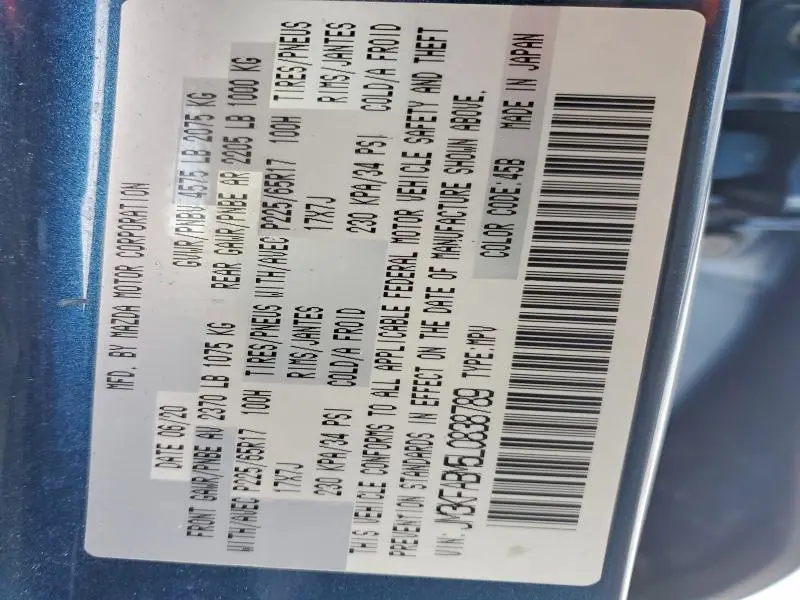 MFD. BY MAZDA MOTOR CORPORATION
DATE 06/20 GVWR/PNBV 4575 LB 2075 KG
FRONT GAWR/PNBE AV 2370 LB 1075 KG REAR GAWR/PNBE AR 2205 LB 1000 KG
WITH/AVEC P225/65R17 100H TIRES/PNEUS WITH/AVEC P225/65R17 100H TIRES/PNEUS
17X7J RIMS/JANTES 17X7J RIMS/JANTES
230 KPA/34 PSI COLD/A FROID 230 KPA/34 PSI COLD/A FROID
THIS VEHICLE CONFORMS TO ALL APPLICABLE FEDERAL MOTOR VEHICLE SAFETY AND THEFT
PREVENTION STANDARDS IN EFFECT ON THE DATE OF MANUFACTURE SHOWN ABOVE.
VIN: JM3KFABM5L0838789 TYPE:MPV COLOR CODE:45B MADE IN JAPAN